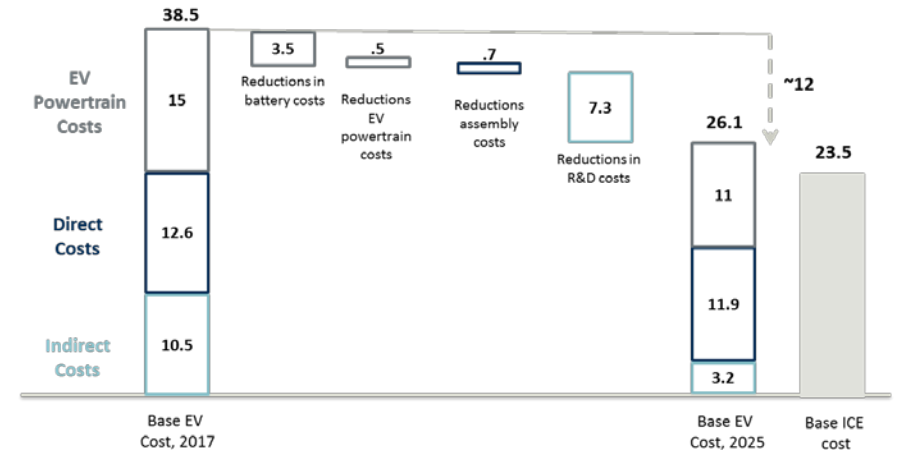 38.5
EV
Powertrain
Costs
15
Direct
Costs
12.6
Indirect
Costs
10.5
Base EV
Cost, 2017
3.5
Reductions in
battery costs
.5
Reductions
EV
powertrain
costs
.7
Reductions
assembly
costs
7.3
Reductions in
R&D costs
~12
26.1
11
11.9
3.2
Base EV
Cost, 2025
23.5
Base ICE
cost